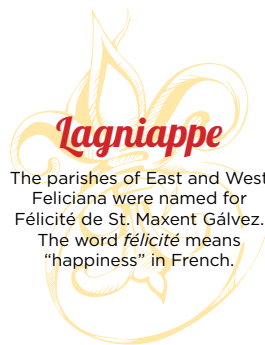 Lagniappe
The parishes of East and West
Feliciana were named for
Félicité de St. Maxent Gálvez.
The word félicité means
“happiness” in French.